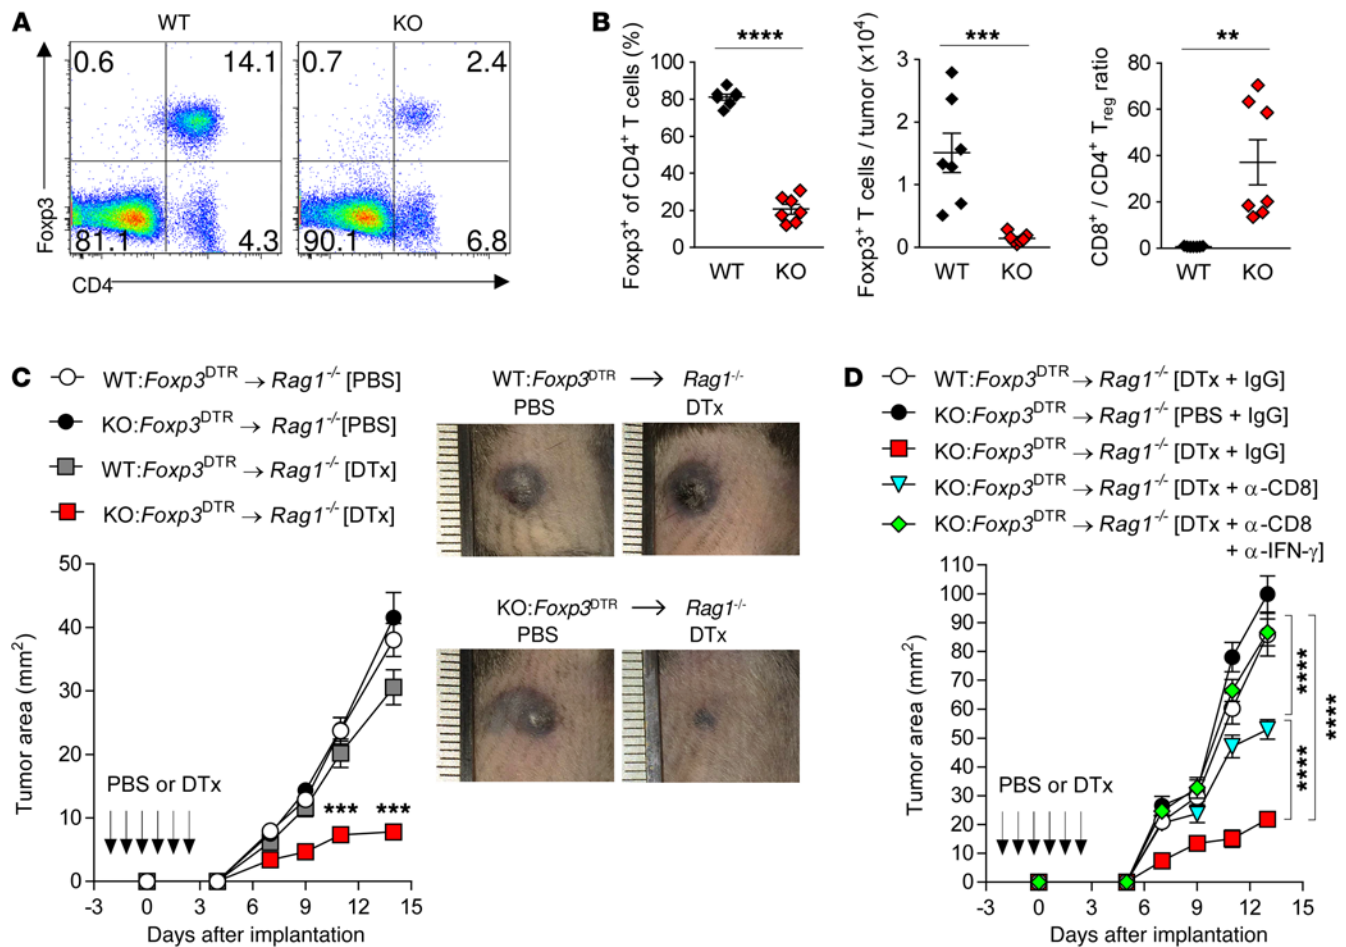 A
WT
KO
0.6
14.1
0.7
2.4
81.1
4.3
90.1
6.8
Foxp3
CD4
B
****
***
**
Foxp3⁺ of CD4⁺ T cells (%)
100
80
60
40
20
0
WT
KO
Foxp3⁺ T cells / tumor (x10⁴)
3
2
1
0
WT
KO
CD8⁺ / CD4⁺ Treg ratio
80
60
40
20
0
WT
KO
C
WT:Foxp3DTR → Rag1-/- [PBS]
KO:Foxp3DTR → Rag1-/- [PBS]
WT:Foxp3DTR → Rag1-/- [DTx]
KO:Foxp3DTR → Rag1-/- [DTx]
Tumor area (mm²)
50
40
30
20
10
0
PBS or DTx
***
***
-3
0
3
6
9
12
15
Days after implantation
WT:Foxp3DTR → Rag1-/-
PBS
DTx
KO:Foxp3DTR → Rag1-/-
PBS
DTx
D
WT:Foxp3DTR → Rag1-/- [DTx + IgG]
KO:Foxp3DTR → Rag1-/- [PBS + IgG]
KO:Foxp3DTR → Rag1-/- [DTx + IgG]
KO:Foxp3DTR → Rag1-/- [DTx + α-CD8]
KO:Foxp3DTR → Rag1-/- [DTx + α-CD8
+ α-IFN-γ]
Tumor area (mm²)
110
100
90
80
70
60
50
40
30
20
10
0
PBS or DTx
****
****
****
-3
0
3
6
9
12
15
Days after implantation